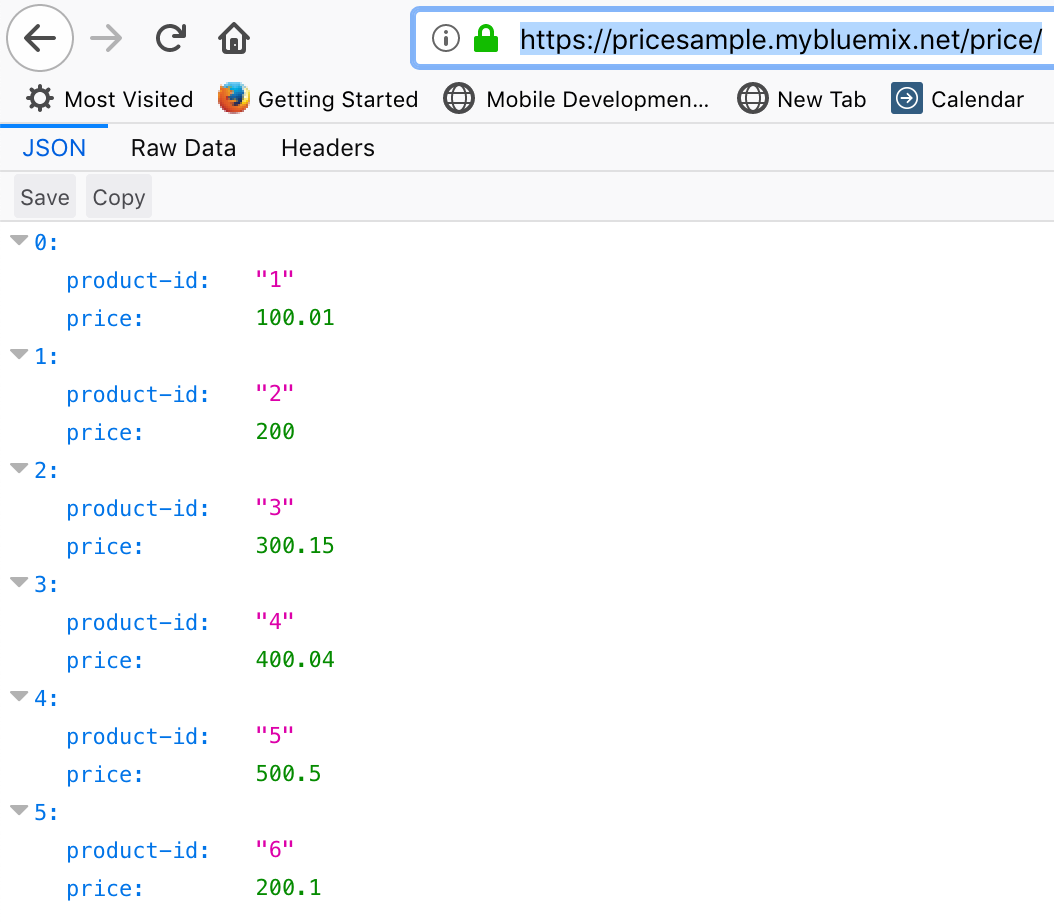 https://pricesample.mybluemix.net/price/
Most Visited Getting Started Mobile Developmen... New Tab Calendar
JSON Raw Data Headers
Save Copy
0:
product-id: "1"
price: 100.01
1:
product-id: "2"
price: 200
2:
product-id: "3"
price: 300.15
3:
product-id: "4"
price: 400.04
4:
product-id: "5"
price: 500.5
5:
product-id: "6"
price: 200.1